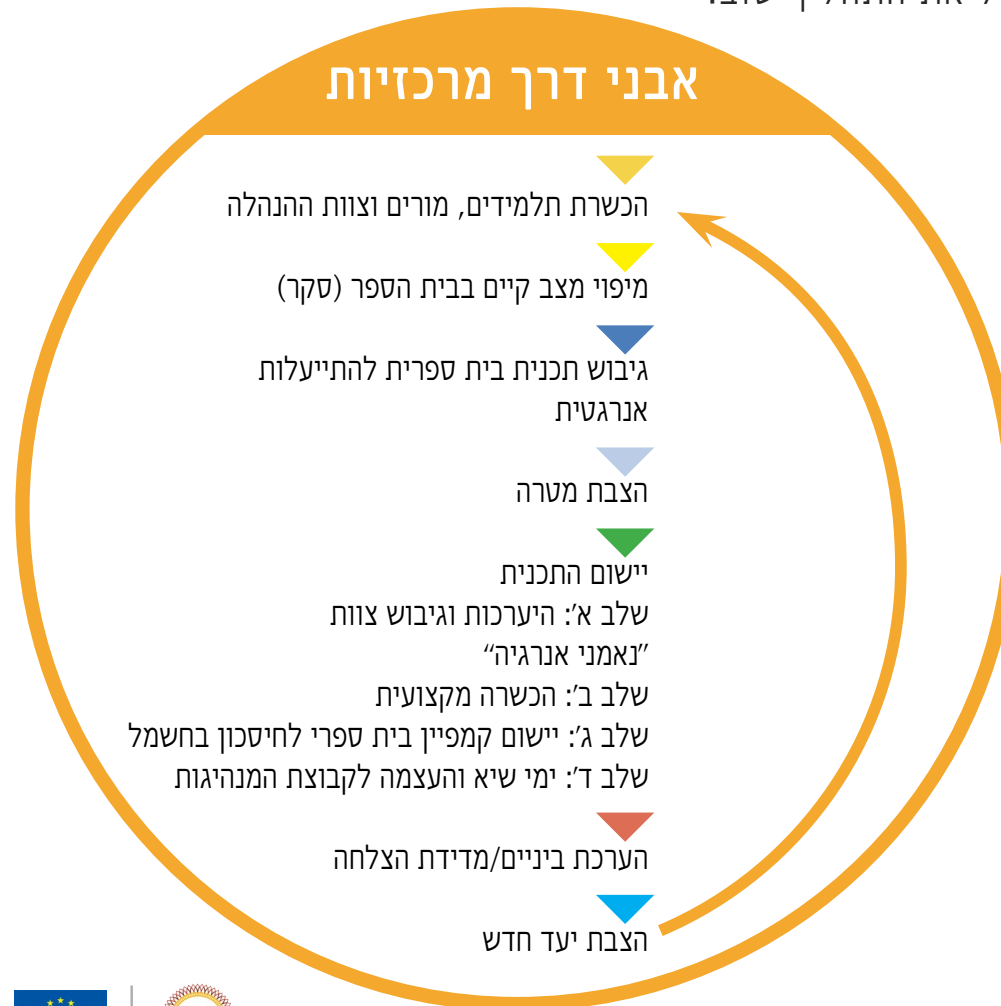 אבני דרך מרכזיות
הכשרת תלמידים, מורים וצוות ההנהלה
מיפוי מצב קיים בבית הספר (סקר)
גיבוש תכנית בית ספרית להתייעלות
אנרגטית
הצבת מטרה
יישום התכנית
שלב א': היערכות וגיבוש צוות
"נאמני אנרגיה"
שלב ב': הכשרה מקצועית
שלב ג': יישום קמפיין בית ספרי לחיסכון בחשמל
שלב ד': ימי שיא והעצמה לקבוצת המנהיגות
הערכת ביניים/מדידת הצלחה
הצבת יעד חדש